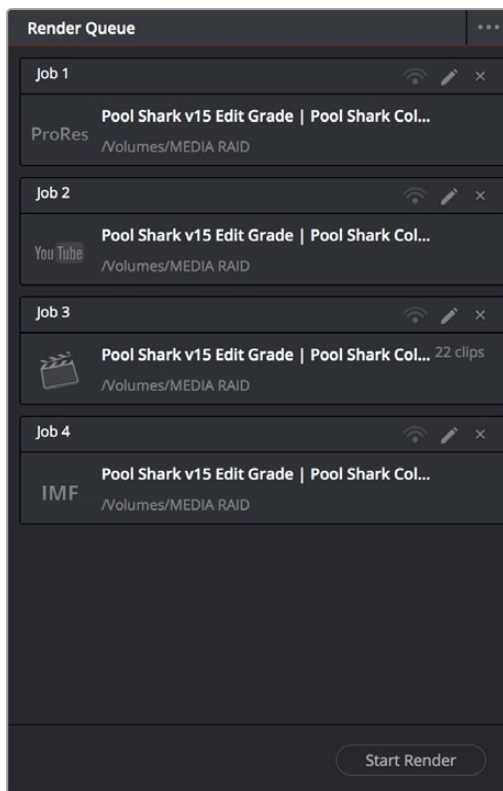 Render Queue
Job 1
ProRes
Pool Shark v15 Edit Grade | Pool Shark Col...
/Volumes/MEDIA RAID
Job 2
You Tube
Pool Shark v15 Edit Grade | Pool Shark Col...
/Volumes/MEDIA RAID
Job 3
Pool Shark v15 Edit Grade | Pool Shark Col... 22 clips
/Volumes/MEDIA RAID
Job 4
IMF
Pool Shark v15 Edit Grade | Pool Shark Col...
/Volumes/MEDIA RAID
Start Render